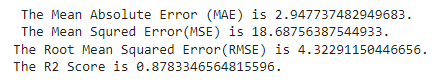 The Mean Absolute Error (MAE) is 2.947737482949683.
The Mean Squred Error(MSE) is 18.68756387544933.
The Root Mean Squared Error(RMSE) is 4.32291150446656.
The R2 Score is 0.8783346564815596.